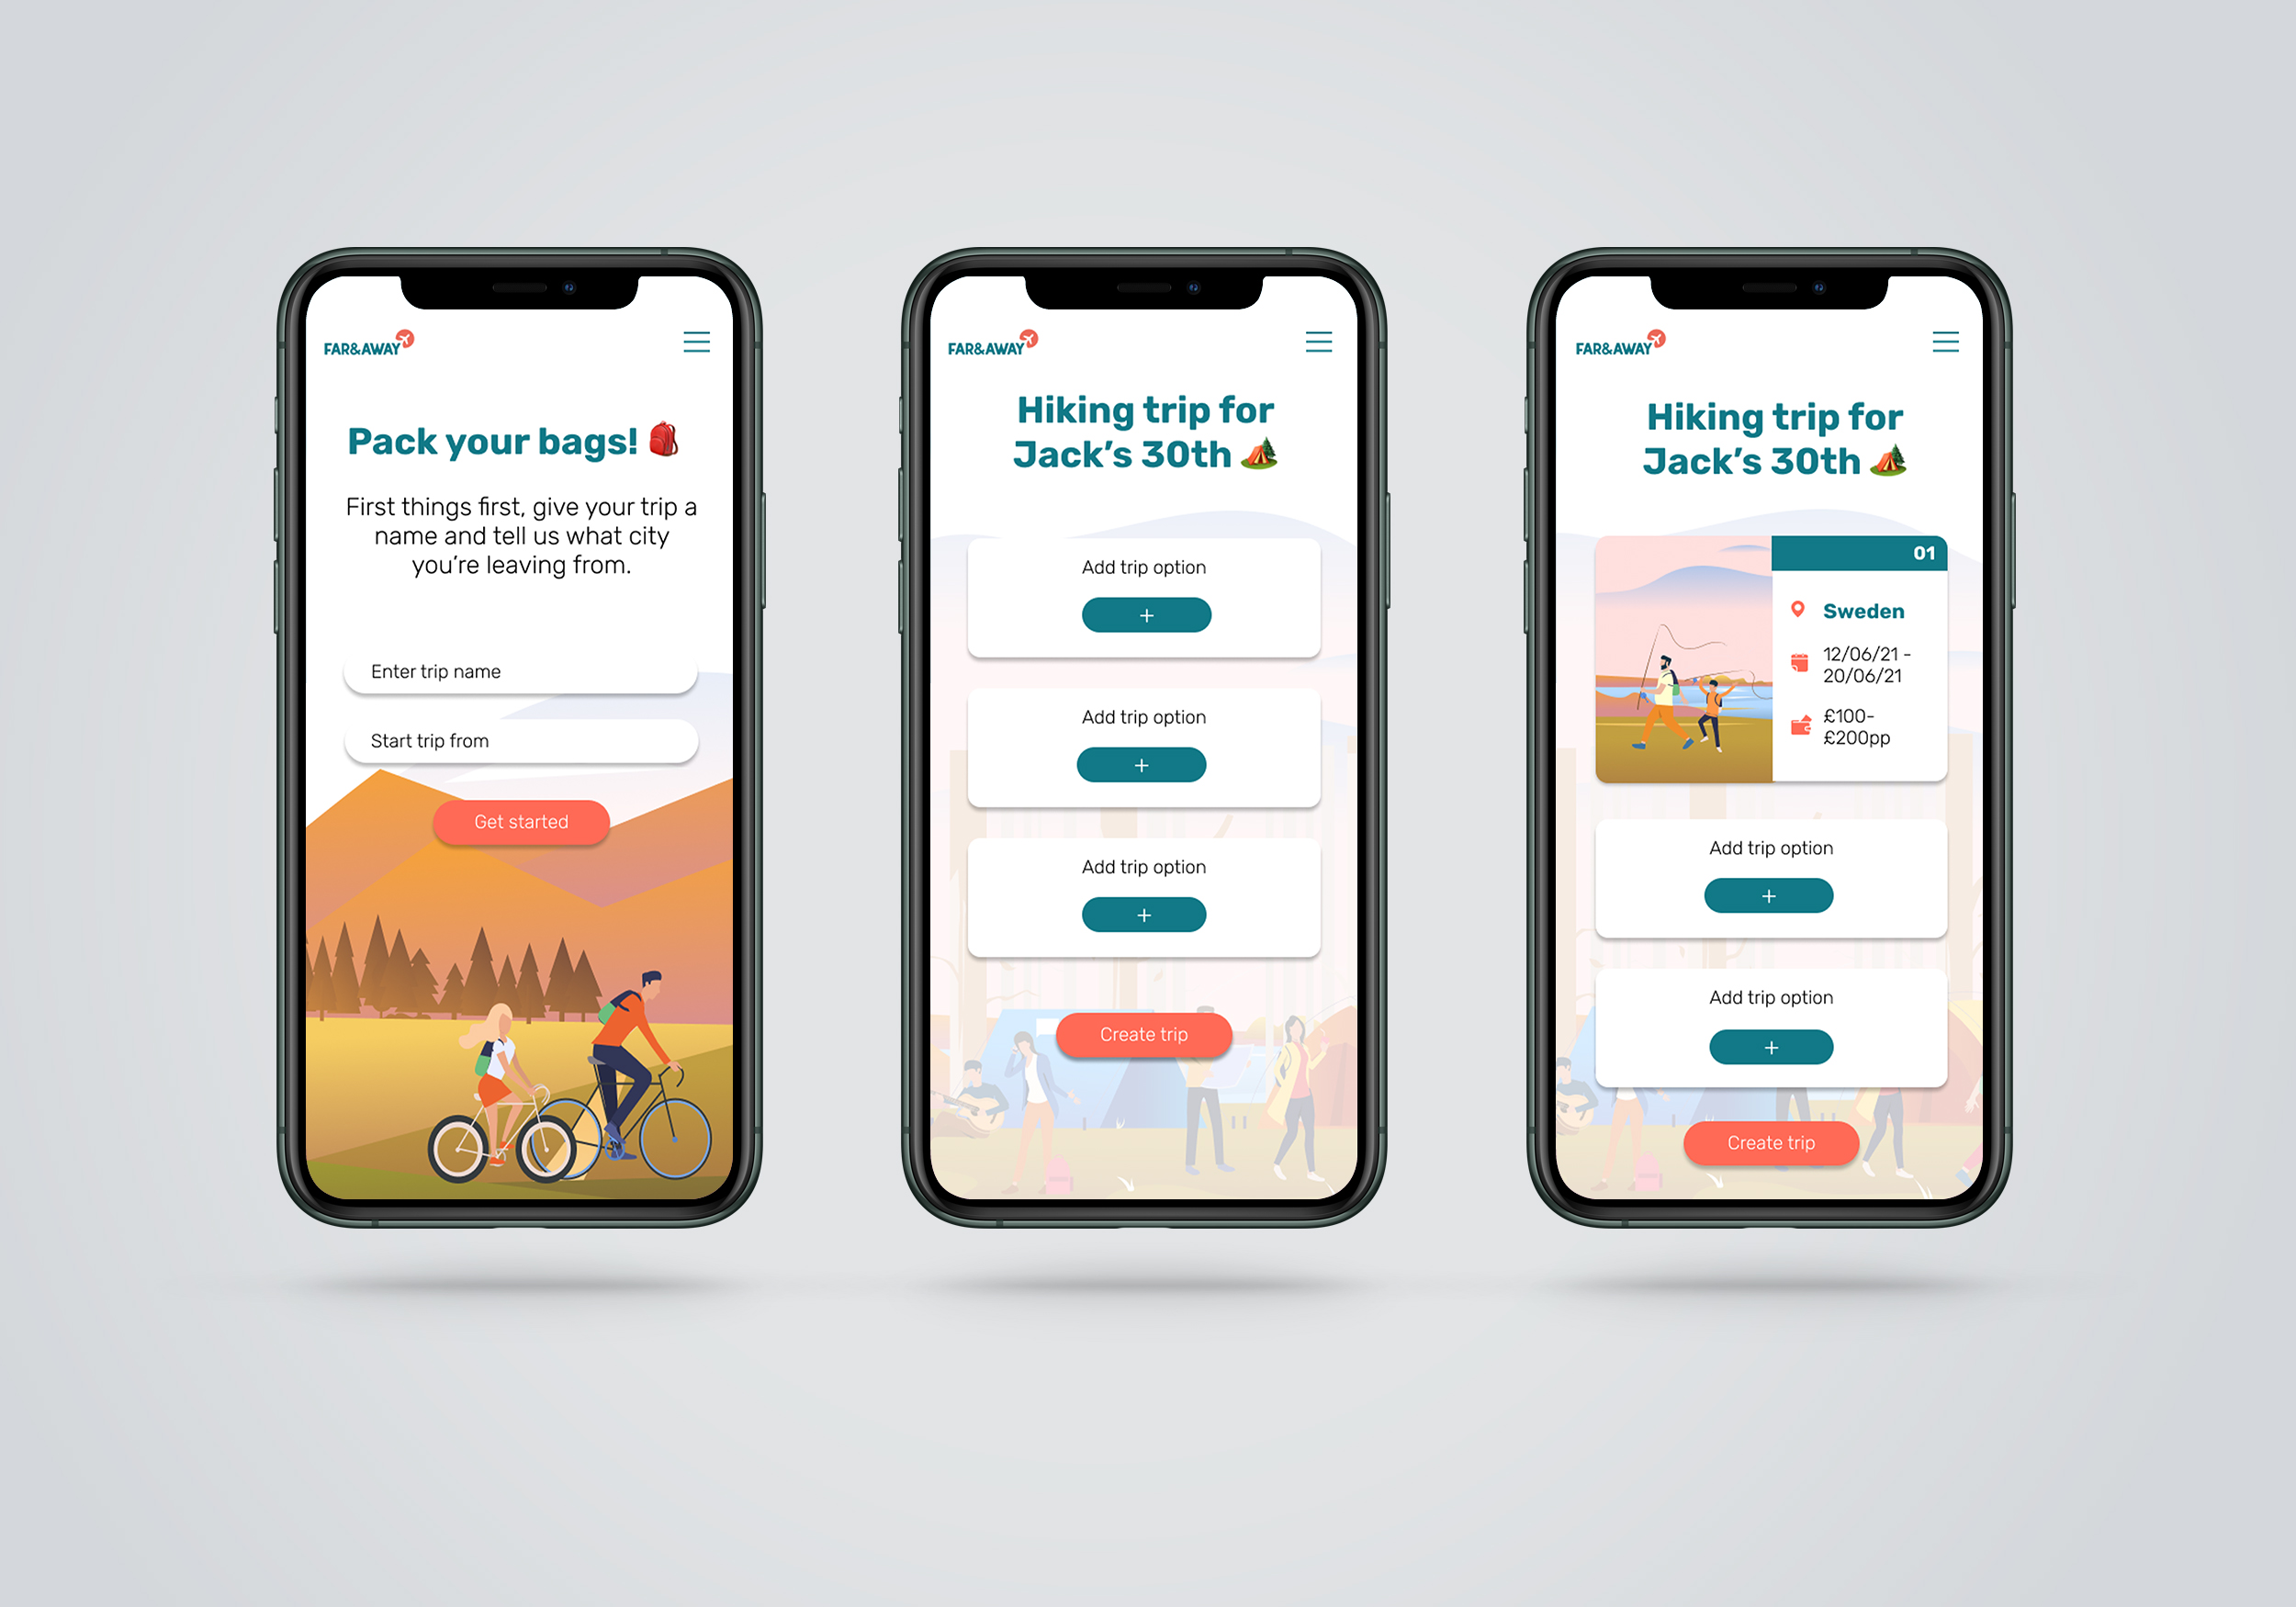 FAR&AWAY
Pack your bags!
First things first, give your trip a
name and tell us what city
you're leaving from.
Enter trip name
Start trip from
Get started
FAR&AWAY
Hiking trip for
Jack's 30th
Add trip option
+
Add trip option
+
Add trip option
+
Create trip
FAR&AWAY
Hiking trip for
Jack's 30th
01
Sweden
12/06/21 -
20/06/21
£100-
£200pp
Add trip option
+
Add trip option
+
Create trip